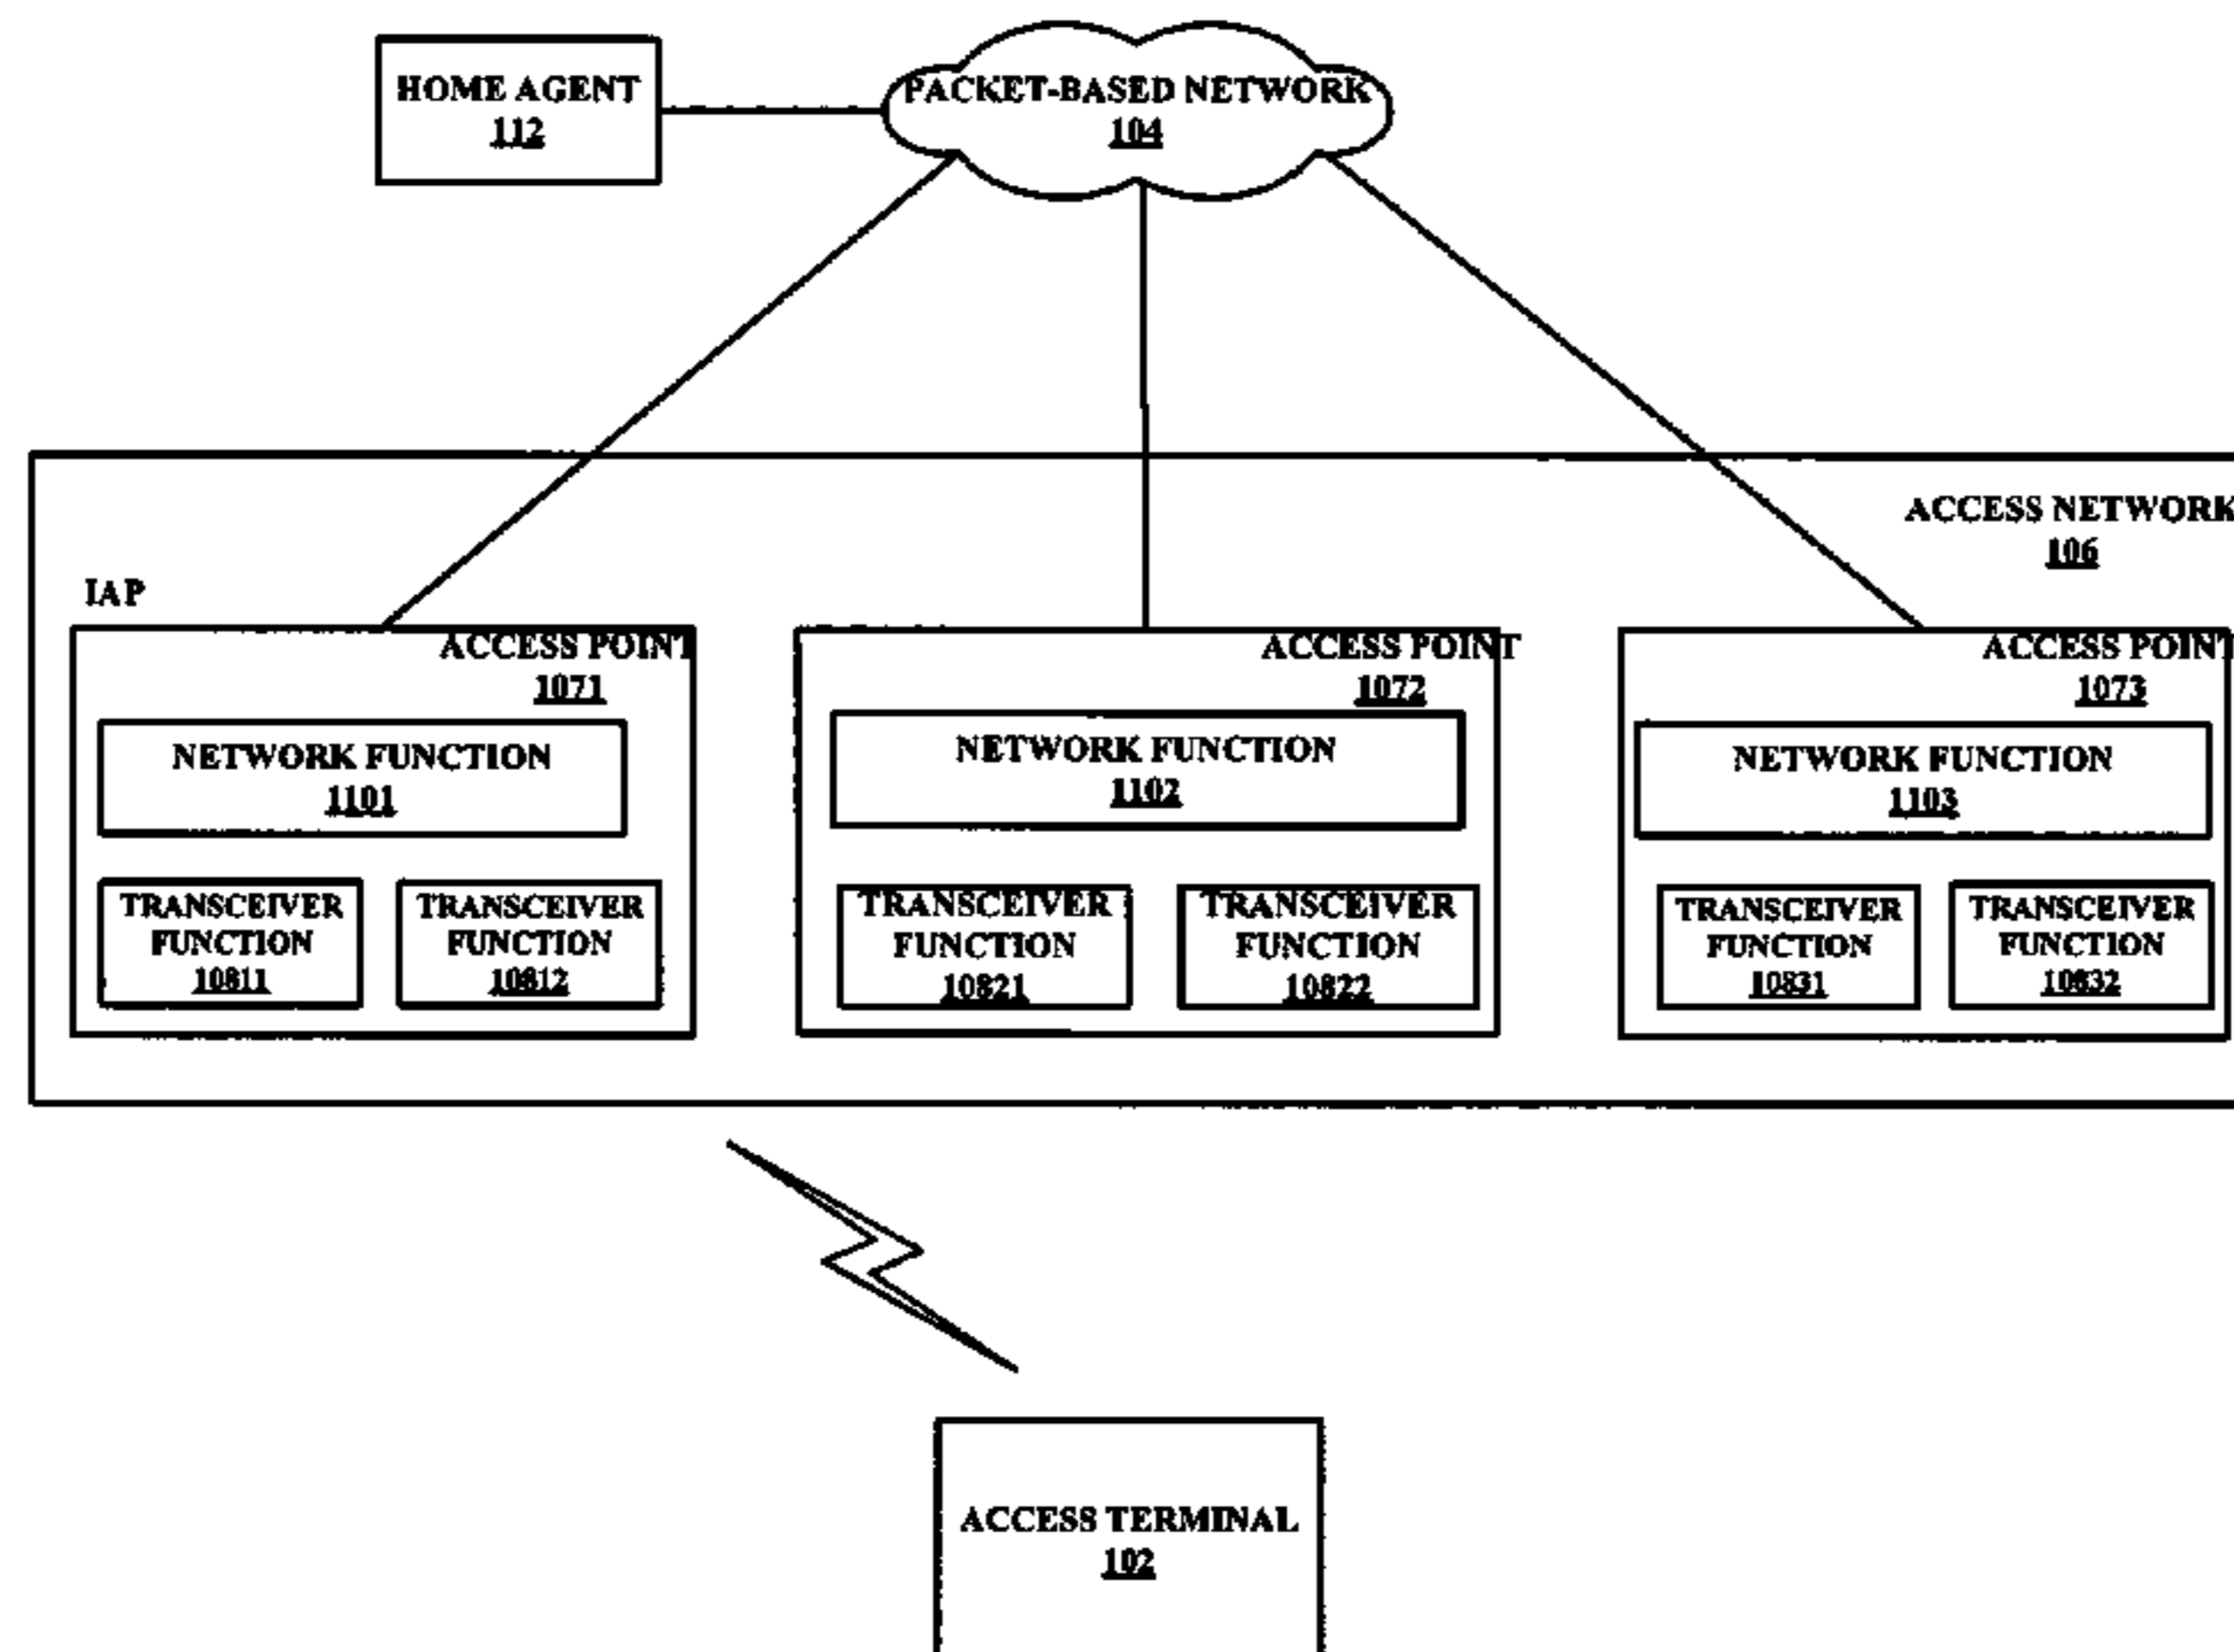 HOME AGENT
112
PACKET-BASED NETWORK
104
ACCESS NETWORK
106
IAP
ACCESS POINT
1071
NETWORK FUNCTION
1101
TRANSCEIVER
FUNCTION
10811
TRANSCEIVER
FUNCTION
10812
ACCESS POINT
1072
NETWORK FUNCTION
1102
TRANSCEIVER
FUNCTION
10821
TRANSCEIVER
FUNCTION
10822
ACCESS POINT
1073
NETWORK FUNCTION
1103
TRANSCEIVER
FUNCTION
10831
TRANSCEIVER
FUNCTION
10832
ACCESS TERMINAL
102